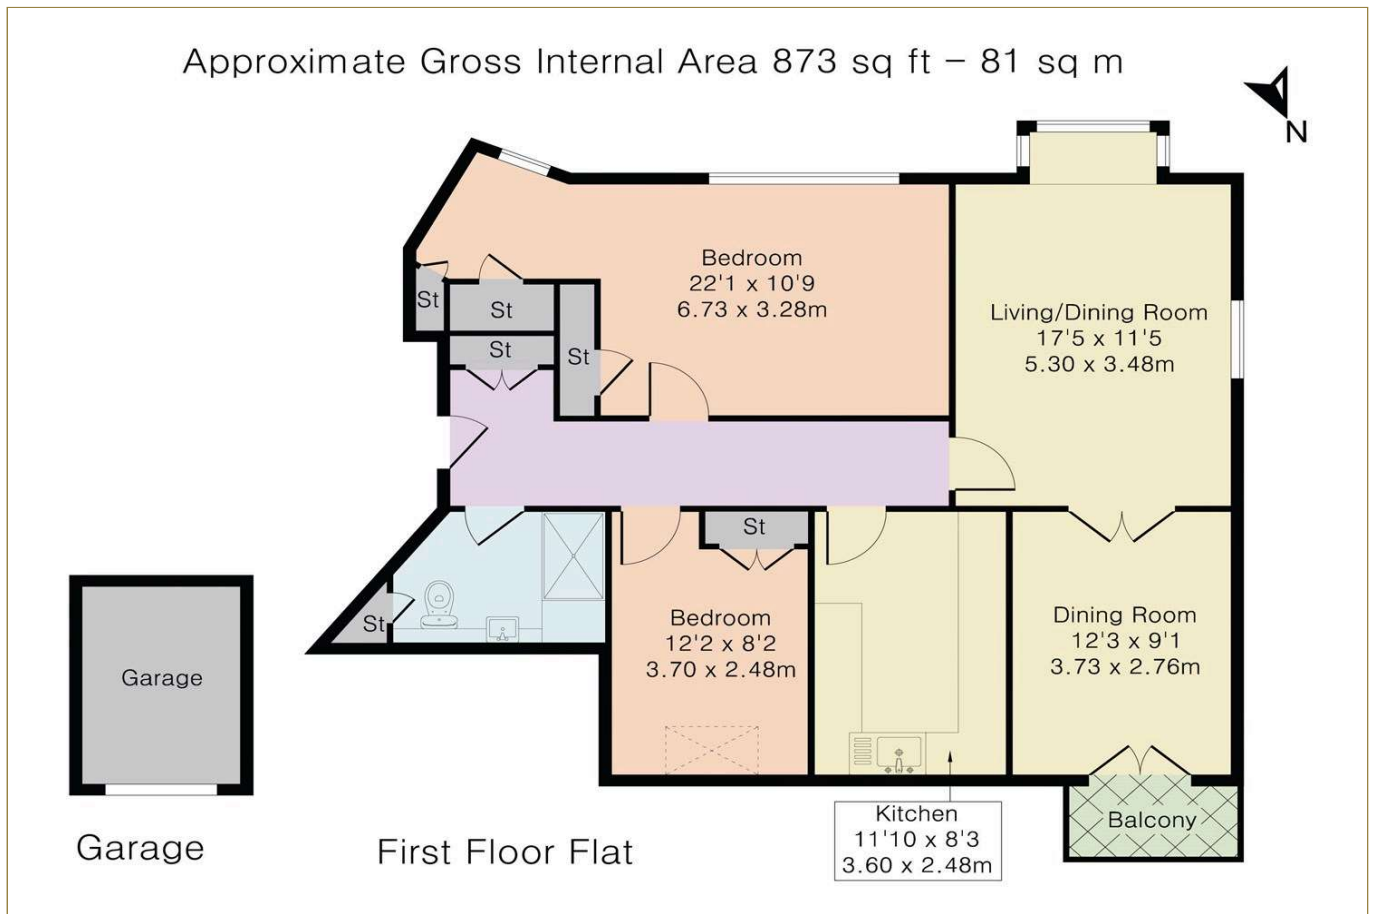 Approximate Gross Internal Area 873 sq ft – 81 sq m
N
Bedroom
22'1 x 10'9
6.73 x 3.28m
Living/Dining Room
17'5 x 11'5
5.30 x 3.48m
St
St
St
St
St
Bedroom
12'2 x 8'2
3.70 x 2.48m
St
Dining Room
12'3 x 9'1
3.73 x 2.76m
Garage
Kitchen
11'10 x 8'3
3.60 x 2.48m
Balcony
Garage
First Floor Flat